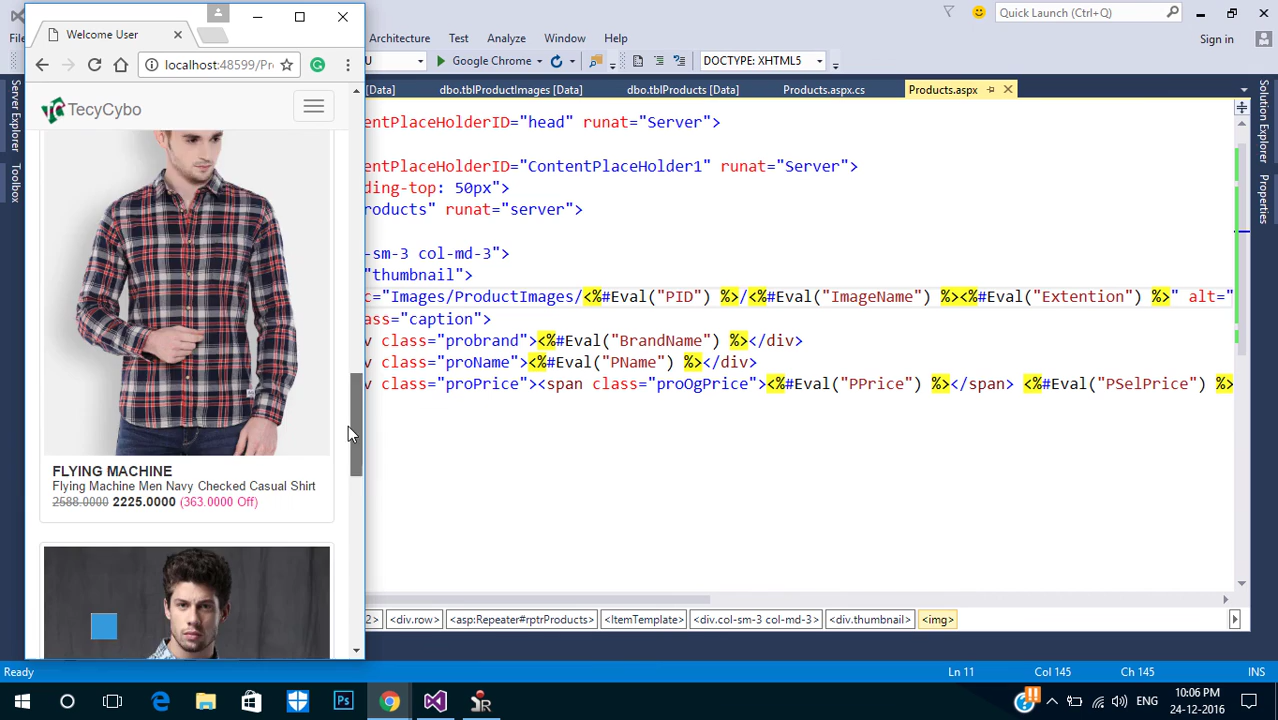 Welcome User
localhost:48599/Pr
TecyCybo
FLYING MACHINE
Flying Machine Men Navy Checked Casual Shirt
2588.0000 2225.0000 (363.0000 Off)
Quick Launch (Ctrl+Q)
Architecture Test Analyze Window Help
Sign in
Google Chrome
DOCTYPE: XHTML5
Server Explorer
Toolbox
Solution Explorer
Properties
[Data] dbo.tblProductImages [Data] dbo.tblProducts [Data] Products.aspx.cs Products.aspx
entPlaceHolderID="head" runat="Server">
entPlaceHolderID="ContentPlaceHolder1" runat="Server">
ding-top: 50px">
roducts" runat="server">
-sm-3 col-md-3">
"thumbnail">
c="Images/ProductImages/<%#Eval("PID") %>/<%#Eval("ImageName") %><%#Eval("Extention") %>" alt="
ass="caption">
v class="probrand"><%#Eval("BrandName") %></div>
v class="proName"><%#Eval("PName") %></div>
v class="proPrice"><span class="proOgPrice"><%#Eval("PPrice") %></span> <%#Eval("PSelPrice") %>
2> <div.row> <asp:Repeater#rptrProducts> <ItemTemplate> <div.col-sm-3 col-md-3> <div.thumbnail> <img>
Ready Ln 11 Col 145 Ch 145 INS
ENG
10:06 PM
24-12-2016